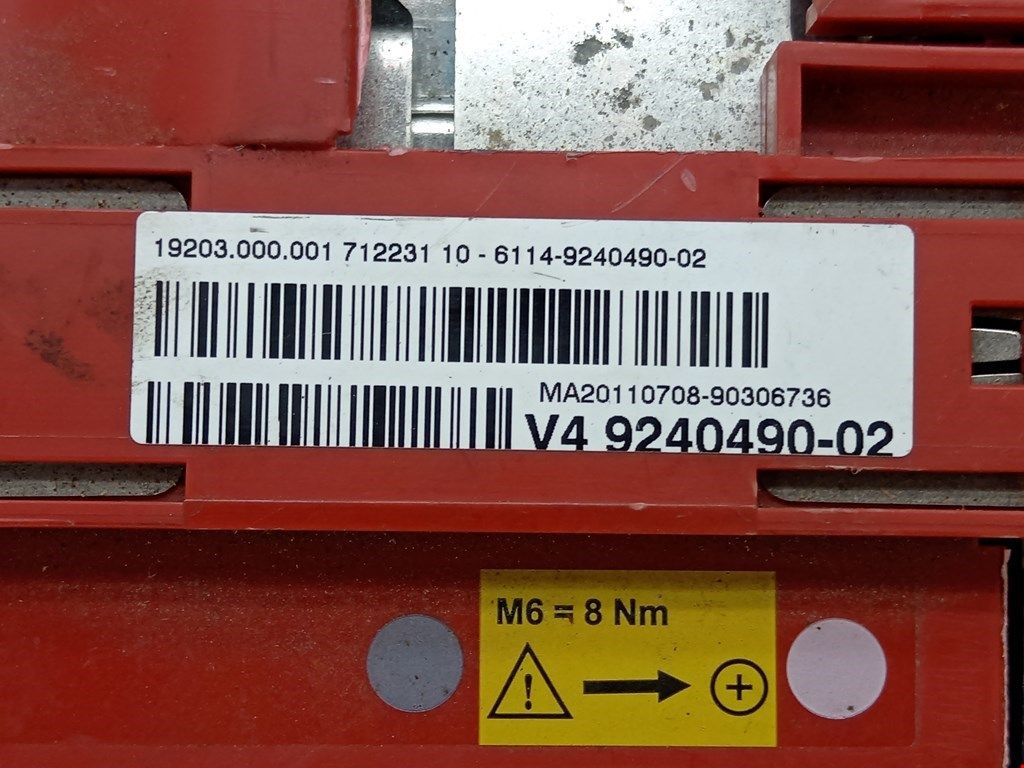 19203.000.001 712231 10 - 6114-9240490-02
MA20110708-90306736
V4 9240490-02
M6 = 8 Nm